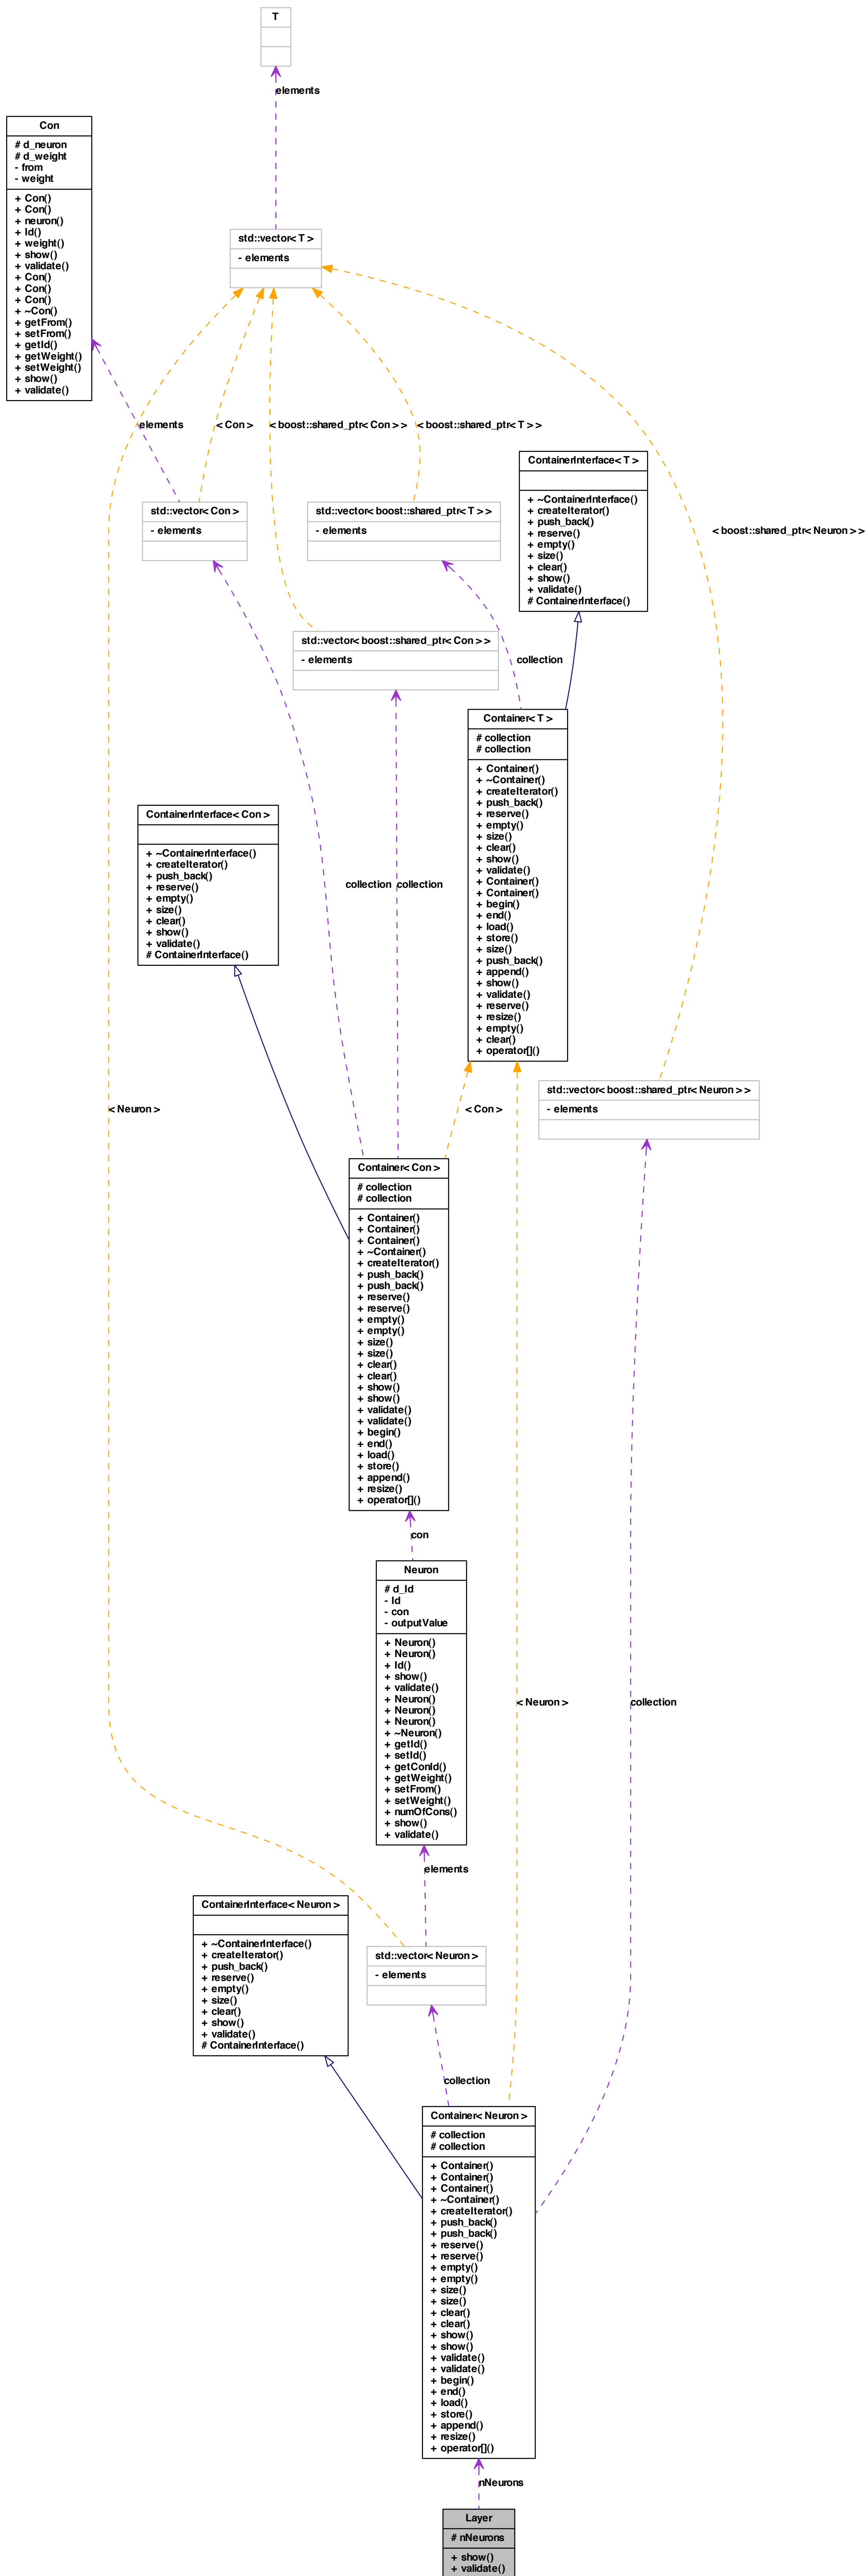 T
elements
Con
# d_neuron
# d_weight
- from
- weight
+ Con()
+ Con()
+ neuron()
+ Id()
+ weight()
+ show()
+ validate()
+ Con()
+ Con()
+ Con()
+ ~Con()
+ getFrom()
+ setFrom()
+ getId()
+ getWeight()
+ setWeight()
+ show()
+ validate()
std::vector< T >
- elements
elements
< Con >
< boost::shared_ptr< Con > >
< boost::shared_ptr< T > >
< boost::shared_ptr< Neuron > >
std::vector< Con >
- elements
std::vector< boost::shared_ptr< T > >
- elements
ContainerInterface< T >
+ ~ContainerInterface()
+ createIterator()
+ push_back()
+ reserve()
+ empty()
+ size()
+ clear()
+ show()
+ validate()
# ContainerInterface()
std::vector< boost::shared_ptr< Con > >
- elements
collection
Container< T >
# collection
# collection
+ Container()
+ ~Container()
+ createIterator()
+ push_back()
+ reserve()
+ empty()
+ size()
+ clear()
+ show()
+ validate()
+ Container()
+ Container()
+ begin()
+ end()
+ load()
+ store()
+ size()
+ push_back()
+ append()
+ show()
+ validate()
+ reserve()
+ resize()
+ empty()
+ clear()
+ operator[]()
ContainerInterface< Con >
+ ~ContainerInterface()
+ createIterator()
+ push_back()
+ reserve()
+ empty()
+ size()
+ clear()
+ show()
+ validate()
# ContainerInterface()
collection
collection
std::vector< boost::shared_ptr< Neuron > >
- elements
< Neuron >
< Con >
Container< Con >
# collection
# collection
+ Container()
+ Container()
+ Container()
+ ~Container()
+ createIterator()
+ push_back()
+ push_back()
+ reserve()
+ reserve()
+ empty()
+ empty()
+ size()
+ size()
+ clear()
+ clear()
+ show()
+ show()
+ validate()
+ validate()
+ begin()
+ end()
+ load()
+ store()
+ append()
+ resize()
+ operator[]()
con
Neuron
# d_Id
- Id
- con
- outputValue
+ Neuron()
+ Neuron()
+ Id()
+ show()
+ validate()
+ Neuron()
+ Neuron()
+ Neuron()
+ ~Neuron()
+ getId()
+ setId()
+ getConId()
+ getWeight()
+ setFrom()
+ setWeight()
+ numOfCons()
+ show()
+ validate()
< Neuron >
collection
elements
ContainerInterface< Neuron >
+ ~ContainerInterface()
+ createIterator()
+ push_back()
+ reserve()
+ empty()
+ size()
+ clear()
+ show()
+ validate()
# ContainerInterface()
std::vector< Neuron >
- elements
collection
Container< Neuron >
# collection
# collection
+ Container()
+ Container()
+ Container()
+ ~Container()
+ createIterator()
+ push_back()
+ push_back()
+ reserve()
+ reserve()
+ empty()
+ empty()
+ size()
+ size()
+ clear()
+ clear()
+ show()
+ show()
+ validate()
+ validate()
+ begin()
+ end()
+ load()
+ store()
+ append()
+ resize()
+ operator[]()
nNeurons
Layer
# nNeurons
+ show()
+ validate()